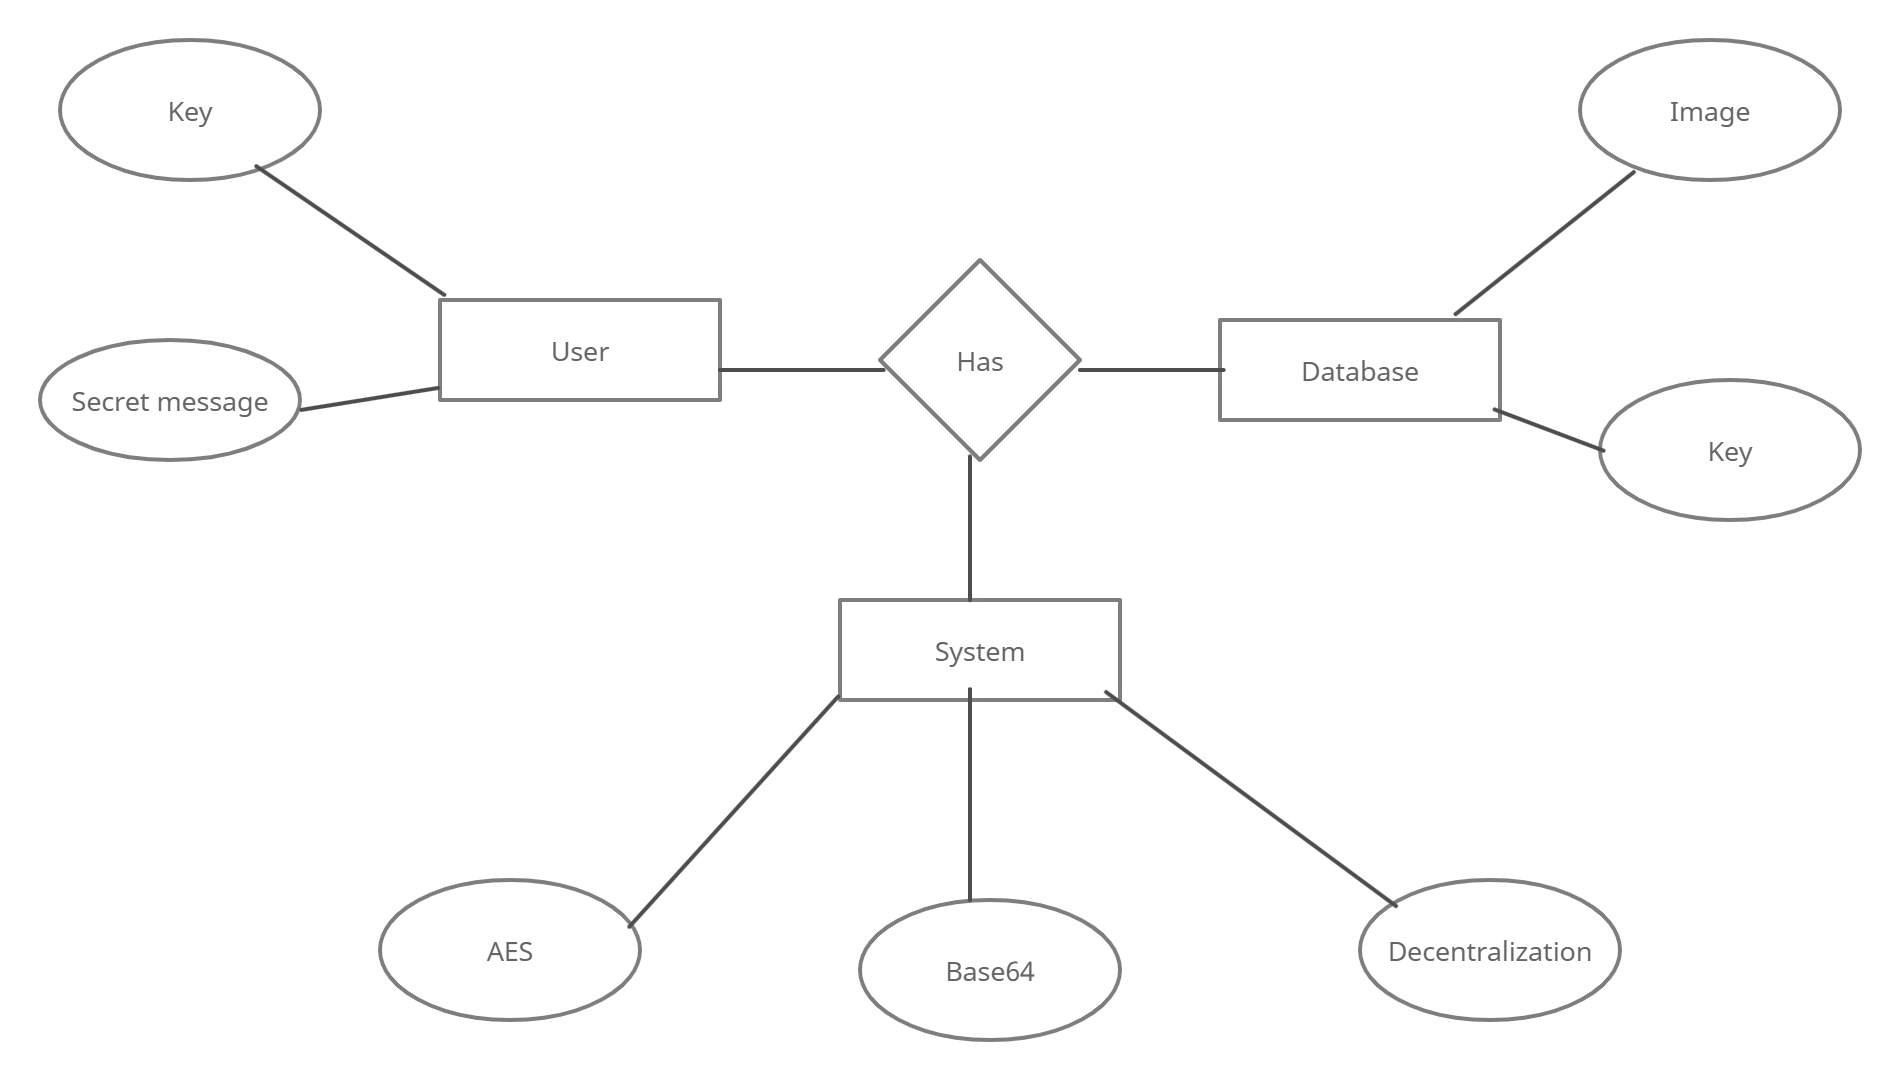 Key
Image
User
Has
Database
Secret message
Key
System
AES
Base64
Decentralization